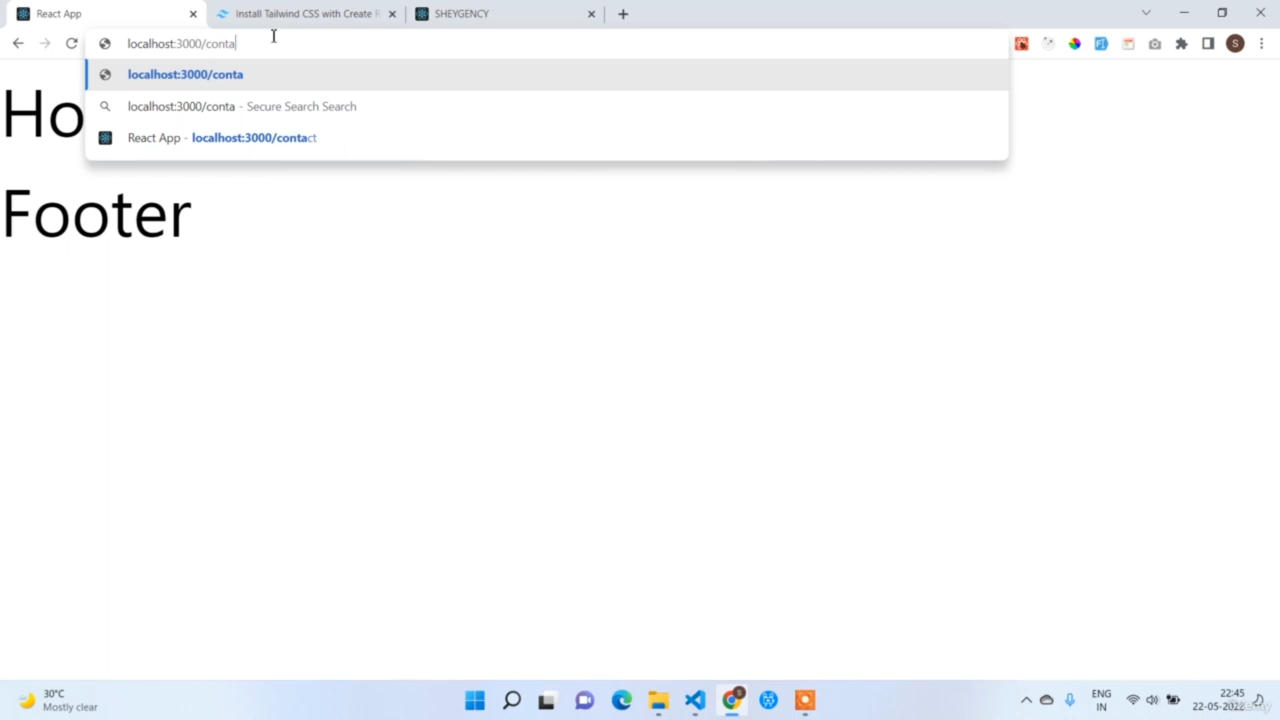 React App
Install Tailwind CSS with Create R
SHEYGENCY
localhost:3000/conta
localhost:3000/conta
localhost:3000/conta - Secure Search Search
React App - localhost:3000/contact
S
Ho
Footer
30°C
Mostly clear
ENG
IN
22:45
22-05-2022
Udemy